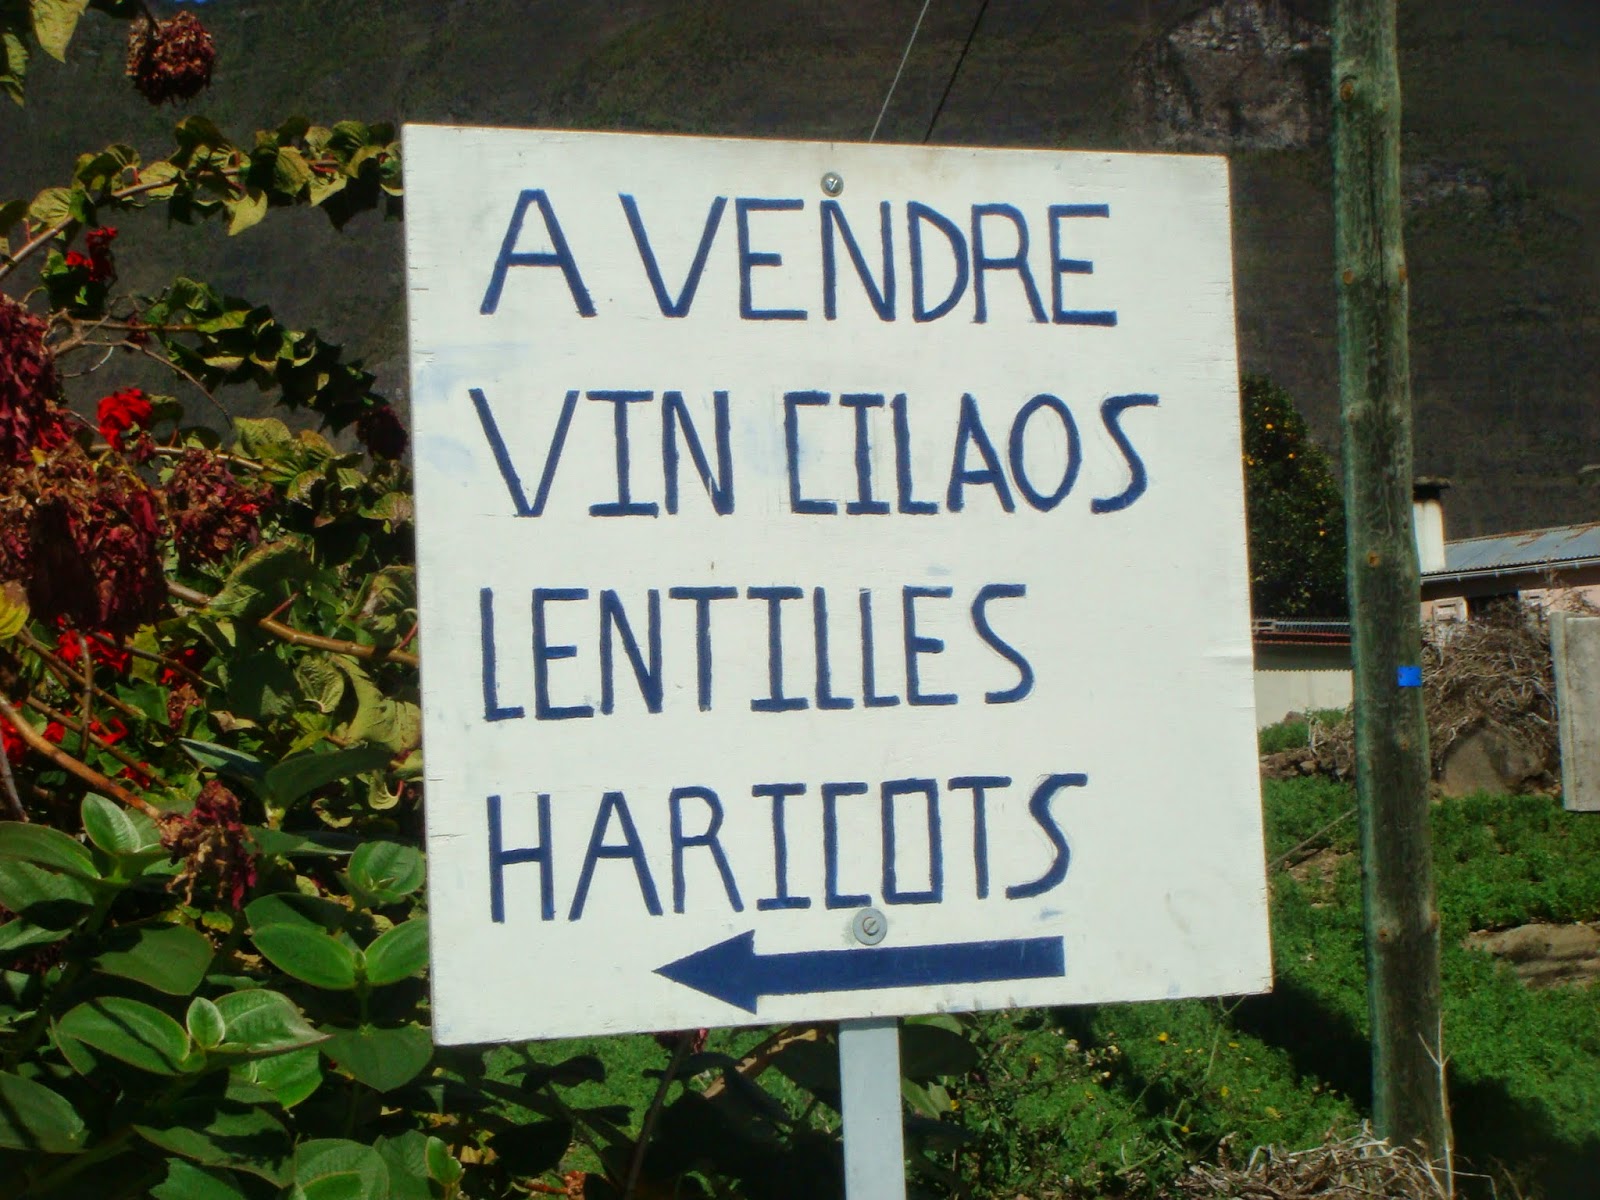 A VENDRE
VIN CILAOS
LENTILLES
HARICOTS